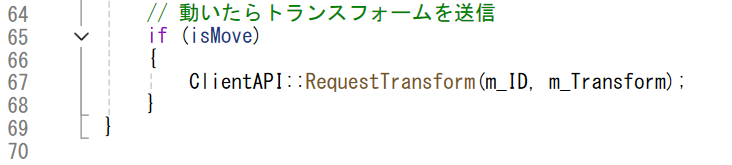 64 // 動いたらトランスフォームを送信
65 if (isMove)
66 {
67 ClientAPI::RequestTransform(m_ID, m_Transform);
68 }
69 }
70